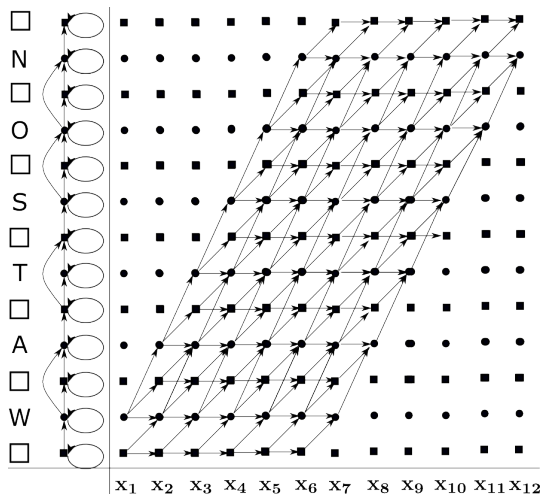 □
N
□
O
□
S
□
T
□
A
□
W
□
x₁ x₂ x₃ x₄ x₅ x₆ x₇ x₈ x₉ x₁₀ x₁₁ x₁₂